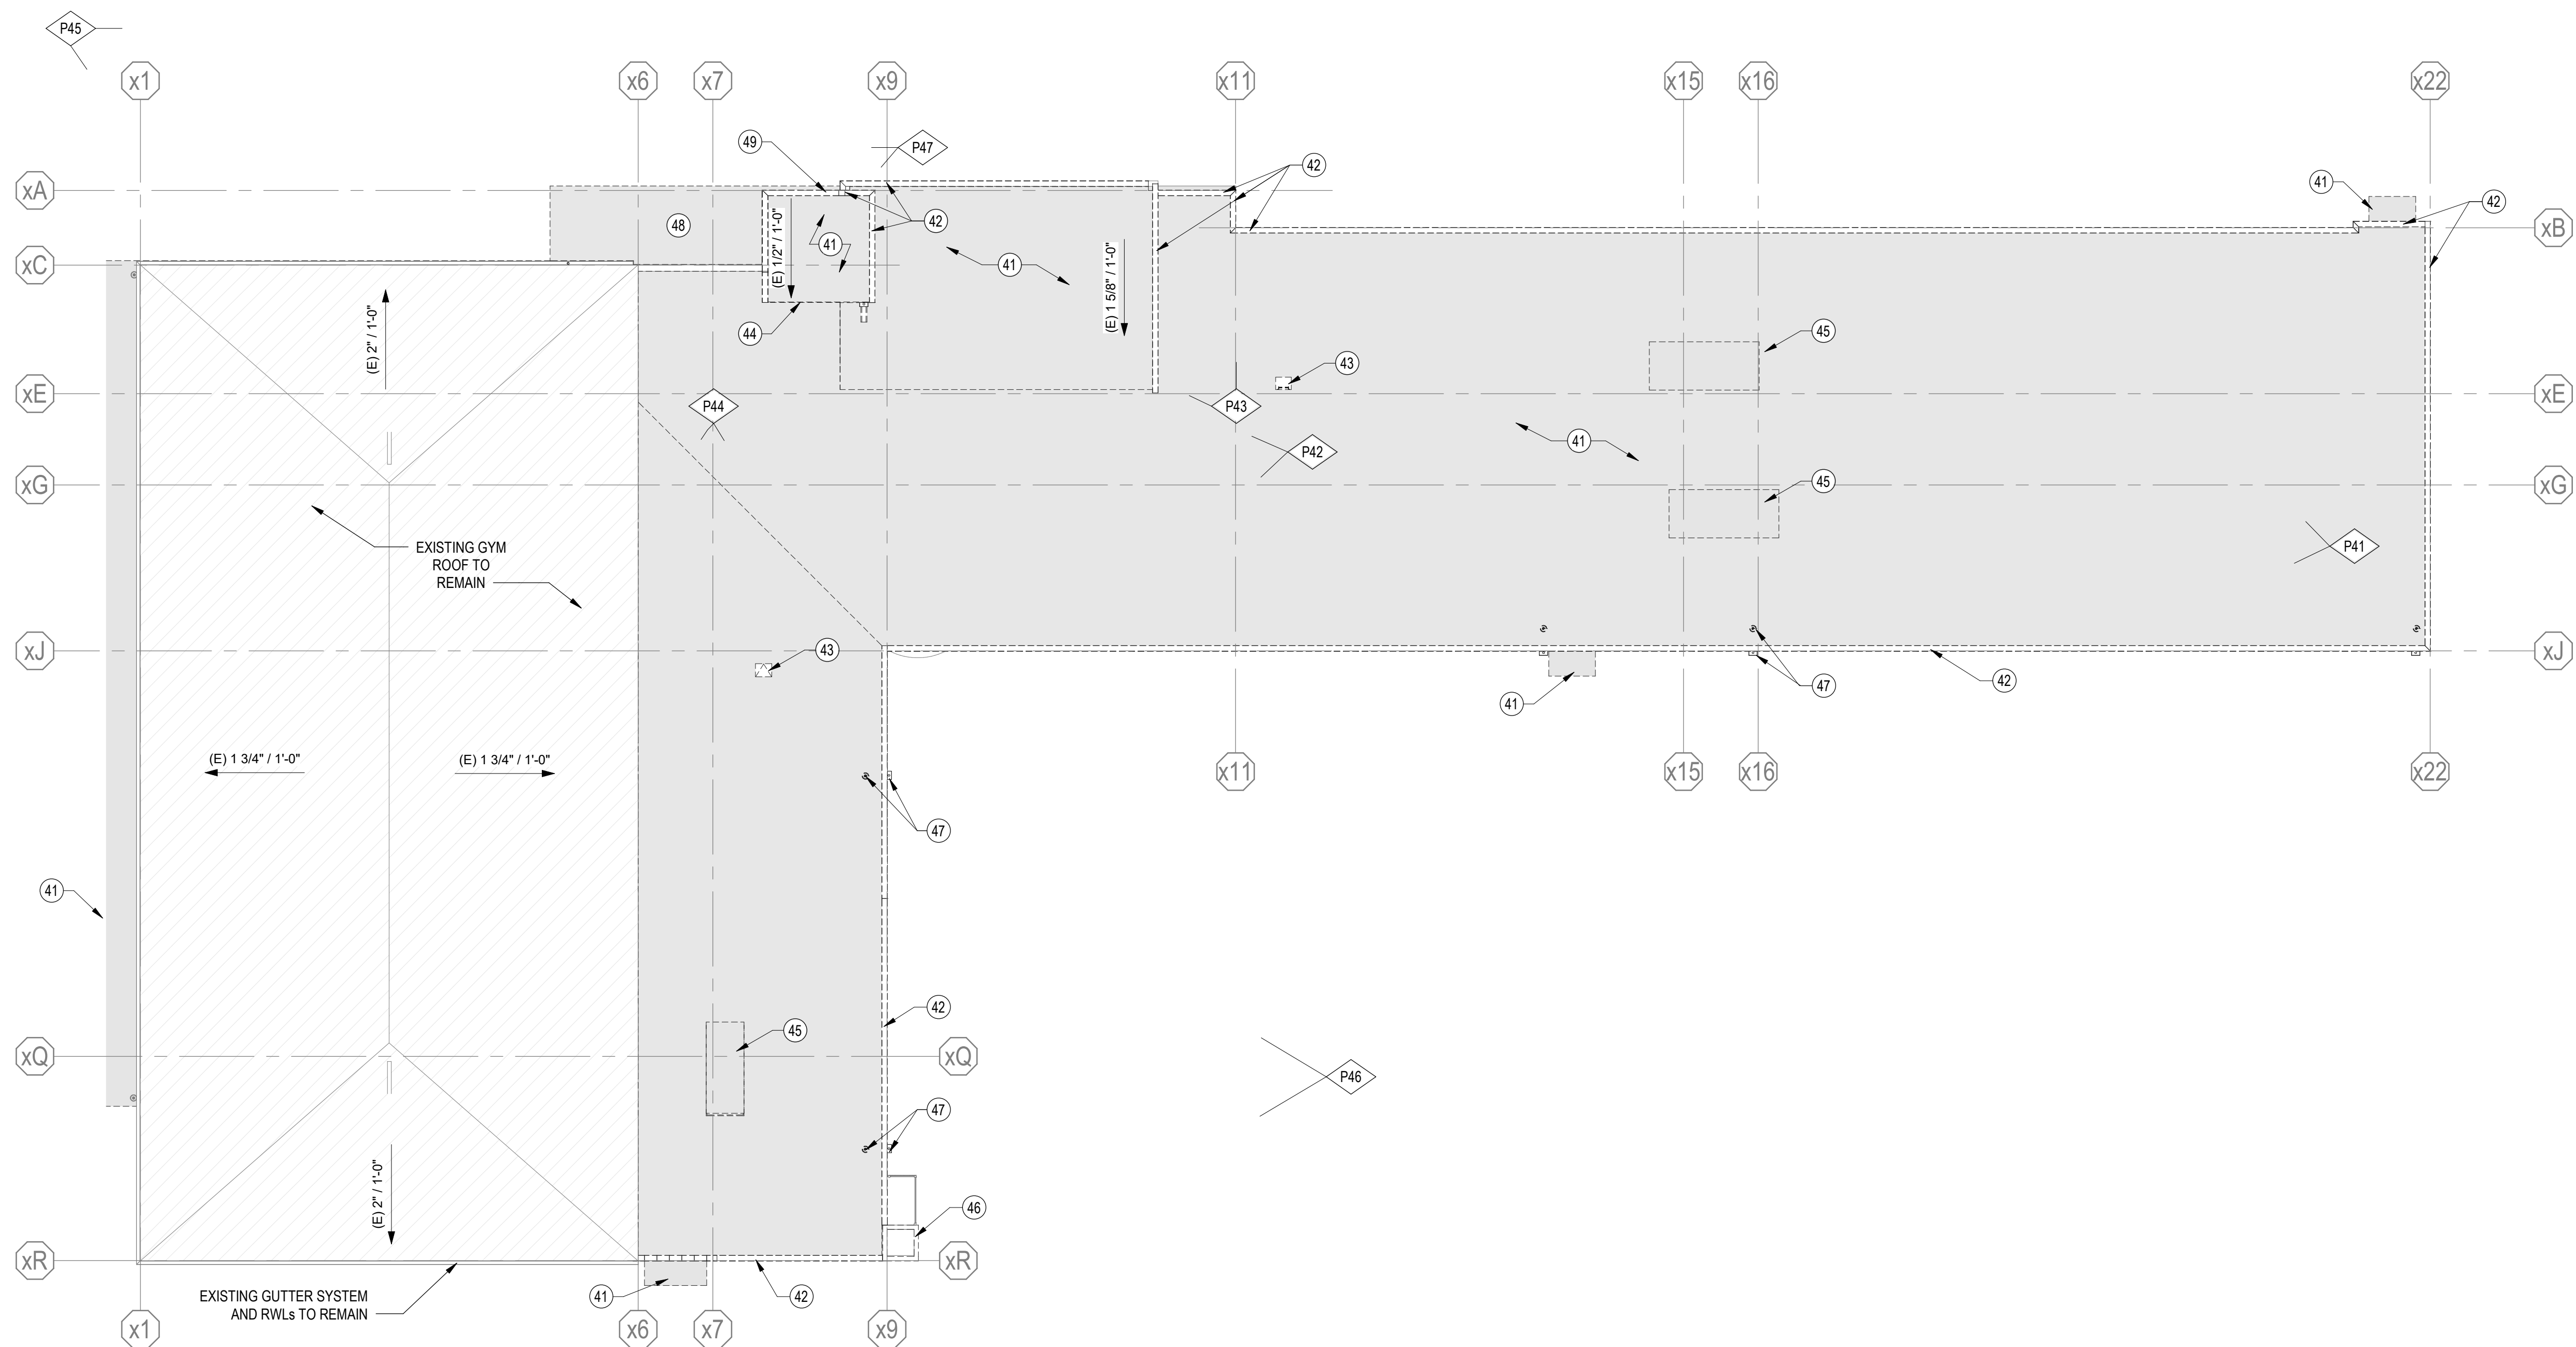 P45
x1
x6
x7
x9
x11
x15
x16
x22
49
P47
42
xA
41
42
48
42
xB
xC
41
41
xB
(E) 1/2" / 1'-0"
(E) 1 5/8" / 1'-0"
44
45
(E) 2" / 1'-0"
43
xE
xE
P44
P43
41
P42
xG
45
xG
EXISTING GYM
ROOF TO
REMAIN
P41
xJ
43
xJ
42
47
41
(E) 1 3/4" / 1'-0"
(E) 1 3/4" / 1'-0"
x11
x15
x16
x22
47
41
42
45
xQ
xQ
P46
47
(E) 2" / 1'-0"
46
xR
xR
EXISTING GUTTER SYSTEM
AND RWLs TO REMAIN
41
42
x1
x6
x7
x9